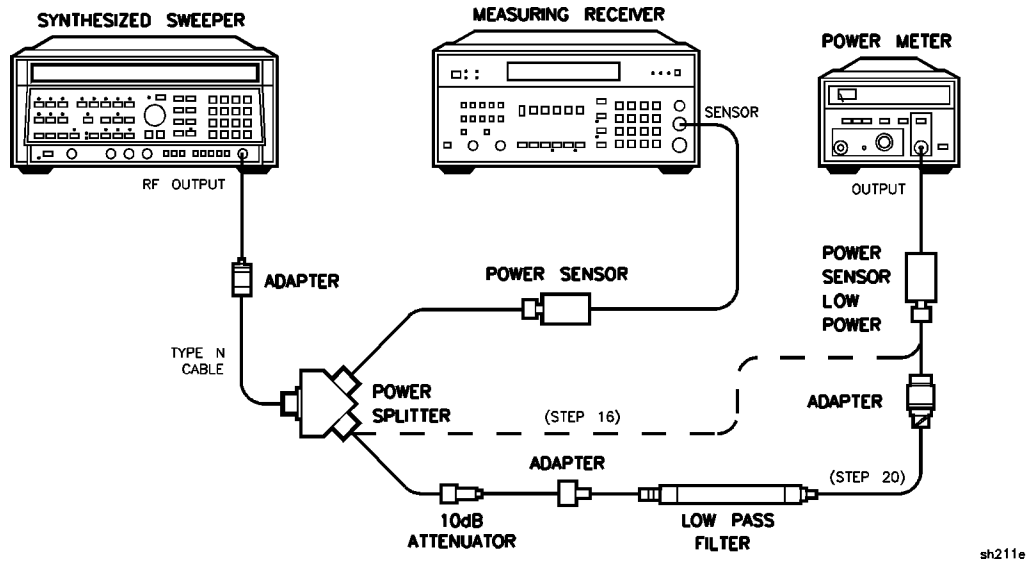 SYNTHESIZED SWEEPER
MEASURING RECEIVER
POWER METER
SENSOR
RF OUTPUT
OUTPUT
ADAPTER
POWER SENSOR
POWER
SENSOR
LOW
POWER
TYPE N
CABLE
POWER
SPLITTER
(STEP 16)
ADAPTER
ADAPTER
(STEP 20)
10dB
ATTENUATOR
LOW PASS
FILTER
sh211e